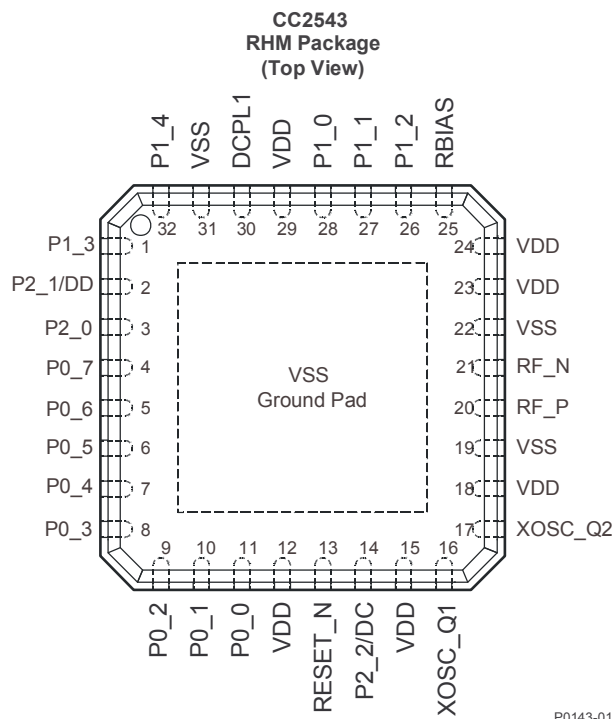 CC2543
RHM Package
(Top View)
P1_4
VSS
DCPL1
VDD
P1_0
P1_1
P1_2
RBIAS
32 31 30 29 28 27 26 25
P1_3 1
P2_1/DD 2
P2_0 3
P0_7 4
P0_6 5
P0_5 6
P0_4 7
P0_3 8
VSS
Ground Pad
24 VDD
23 VDD
22 VSS
21 RF_N
20 RF_P
19 VSS
18 VDD
17 XOSC_Q2
9 10 11 12 13 14 15 16
P0_2
P0_1
P0_0
VDD
RESET_N
P2_2/DC
VDD
XOSC_Q1
P0143-01